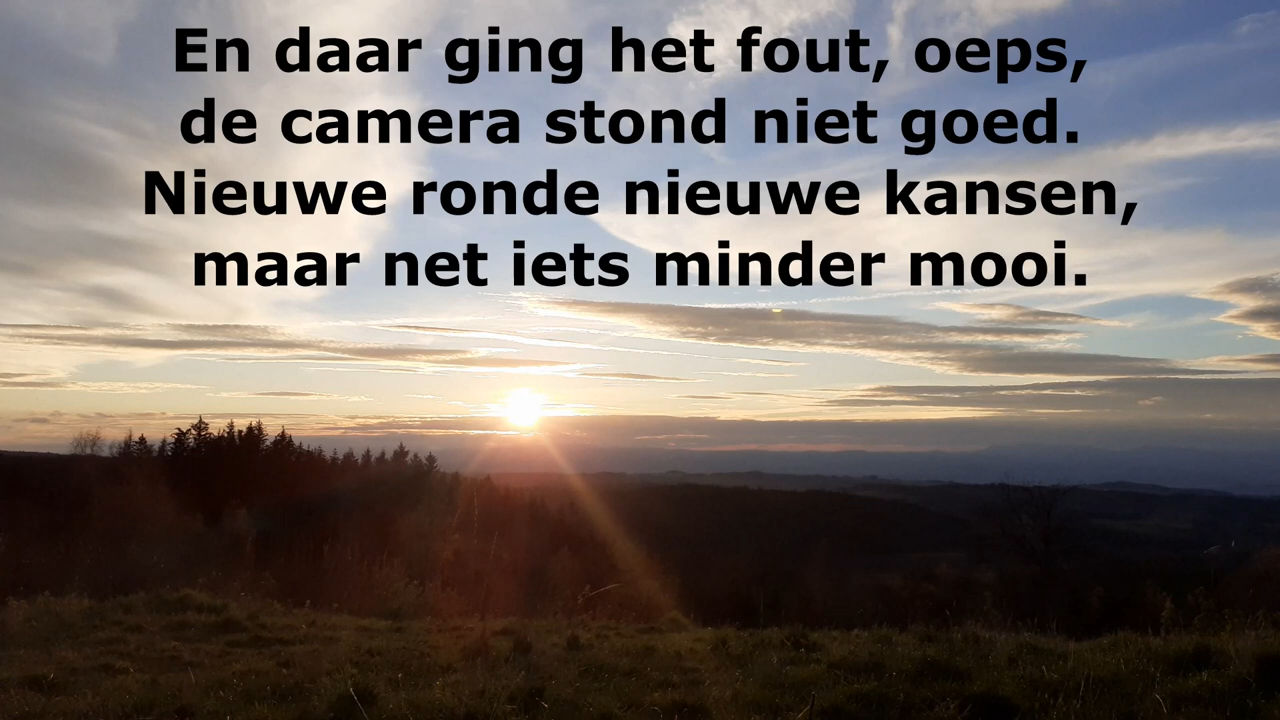 En daar ging het fout, oeps,
de camera stond niet goed.
Nieuwe ronde nieuwe kansen,
maar net iets minder mooi.